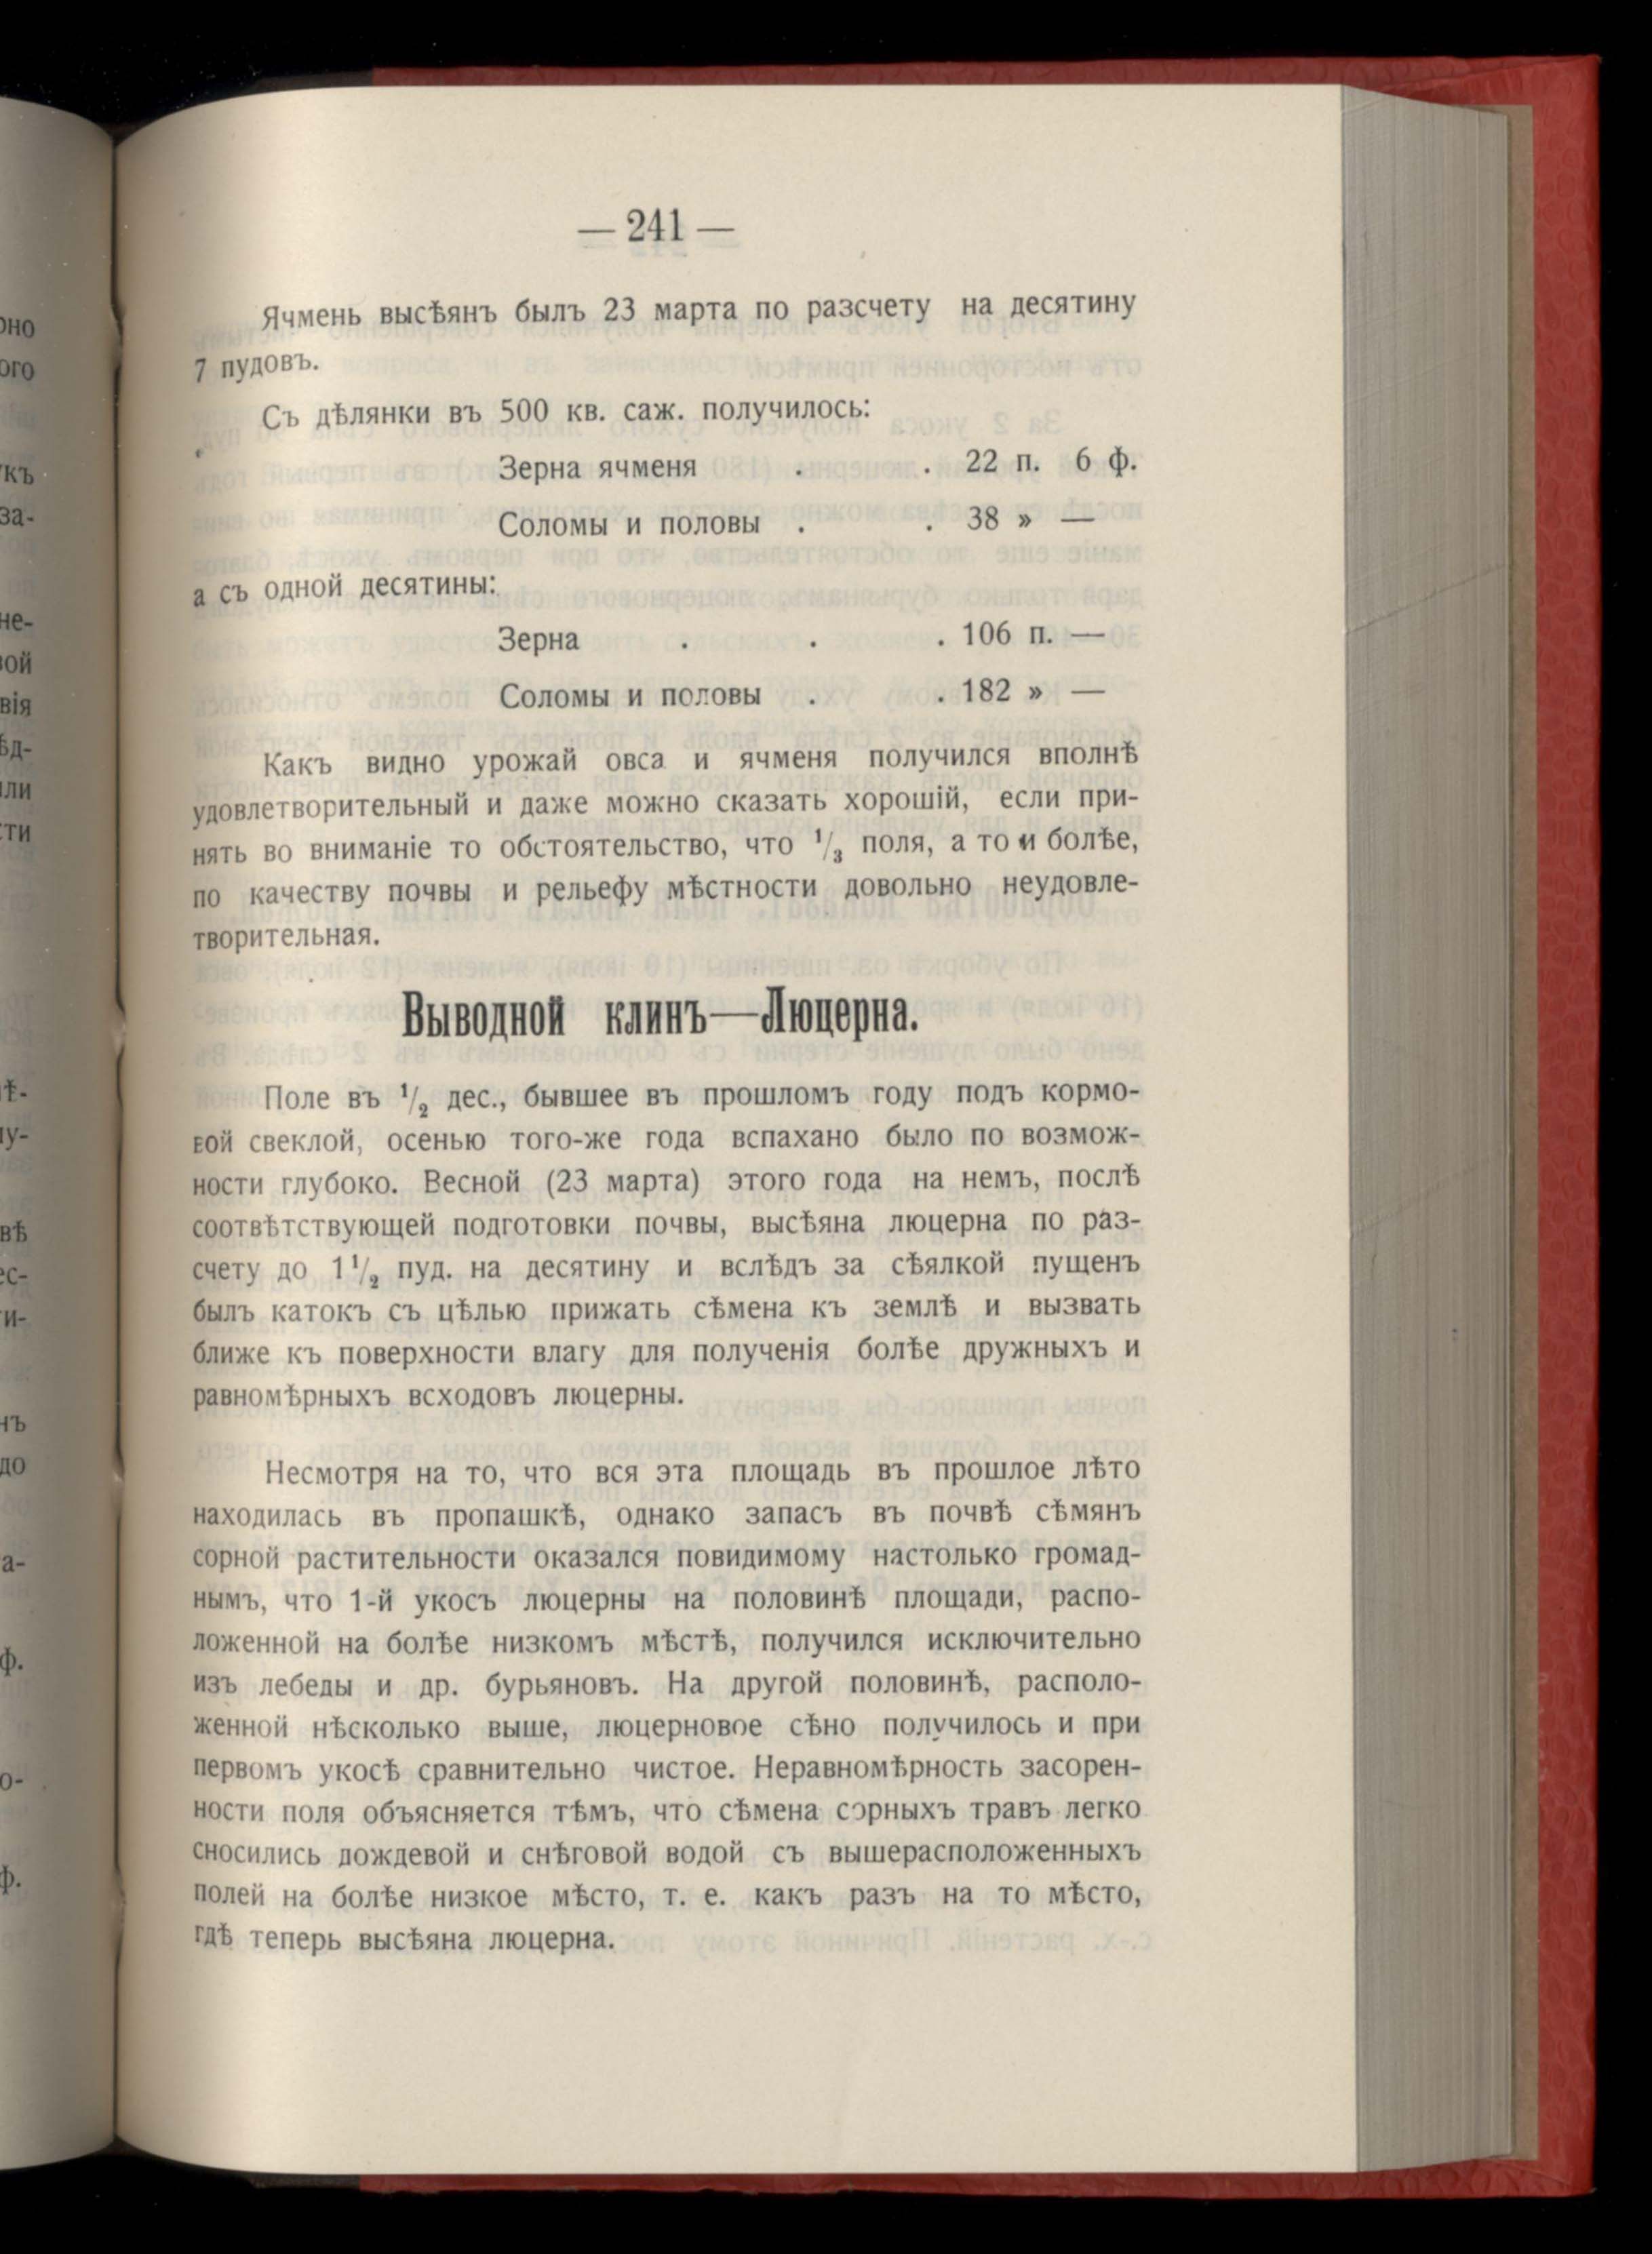 — 241 —
Ячмень высѣянъ былъ 23 марта по разсчету на десятину
7 пудовъ.
Съ дѣлянки въ 500 кв. саж. получилось:
Зерна ячменя . . 22 п. 6 ф.
Соломы и половы . . 38 » —
а съ одной десятины:
Зерна . . . 106 п. —
Соломы и половы . . 182 » —
Какъ видно урожай овса и ячменя получился вполнѣ
удовлетворительный и даже можно сказать хорошій, если при-
нять во вниманіе то обстоятельство, что 1/3 поля, а то и болѣе,
по качеству почвы и рельефу мѣстности довольно неудовле-
творительная.
Выводной клинъ—Люцерна.
Поле въ 1/2 дес., бывшее въ прошломъ году подъ кормо-
вой свеклой, осенью того-же года вспахано было по возмож-
ности глубоко. Весной (23 марта) этого года на немъ, послѣ
соотвѣтствующей подготовки почвы, высѣяна люцерна по раз-
счету до 1 1/2 пуд. на десятину и вслѣдъ за сѣялкой пущенъ
былъ катокъ съ цѣлью прижать сѣмена къ землѣ и вызвать
ближе къ поверхности влагу для полученія болѣе дружныхъ и
равномѣрныхъ всходовъ люцерны.
Несмотря на то, что вся эта площадь въ прошлое лѣто
находилась въ пропашкѣ, однако запасъ въ почвѣ сѣмянъ
сорной растительности оказался повидимому настолько громад-
нымъ, что 1-й укосъ люцерны на половинѣ площади, распо-
ложенной на болѣе низкомъ мѣстѣ, получился исключительно
изъ лебеды и др. бурьяновъ. На другой половинѣ, располо-
женной нѣсколько выше, люцерновое сѣно получилось и при
первомъ укосѣ сравнительно чистое. Неравномѣрность засорен-
ности поля объясняется тѣмъ, что сѣмена сорныхъ травъ легко
сносились дождевой и снѣговой водой съ вышерасположенныхъ
полей на болѣе низкое мѣсто, т. е. какъ разъ на то мѣсто,
гдѣ теперь высѣяна люцерна.